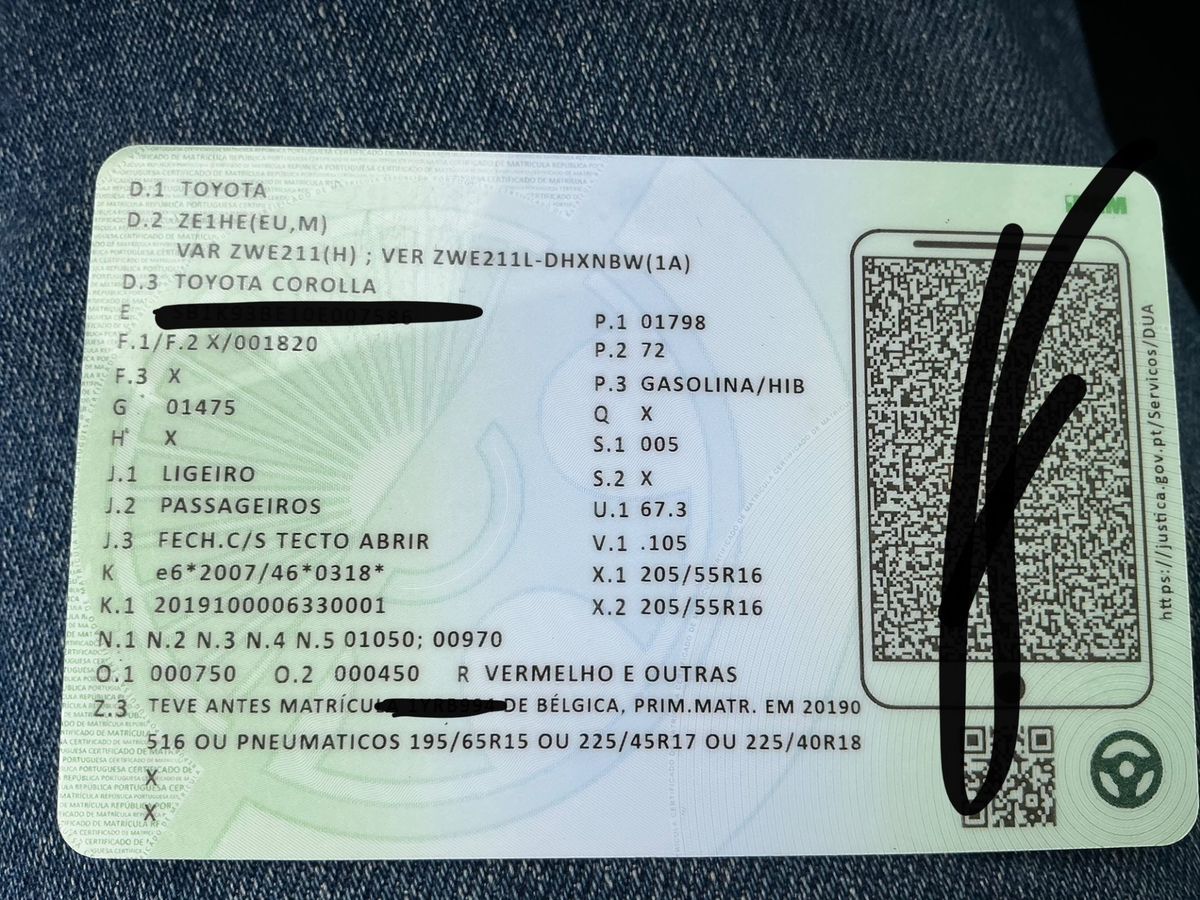 D.1 TOYOTA
D.2 ZE1HE(EU,M)
VAR ZWE211(H) ; VER ZWE211L-DHXNBW(1A)
D.3 TOYOTA COROLLA
E
F.1/F.2 X/001820
F.3 X
G 01475
H X
J.1 LIGEIRO
J.2 PASSAGEIROS
J.3 FECH.C/S TECTO ABRIR
K e6*2007/46*0318*
K.1 2019100006330001
P.1 01798
P.2 72
P.3 GASOLINA/HIB
Q X
S.1 005
S.2 X
U.1 67.3
V.1 .105
X.1 205/55R16
X.2 205/55R16
N.1 N.2 N.3 N.4 N.5 01050; 00970
O.1 000750 O.2 000450 R VERMELHO E OUTRAS
Z.3 TEVE ANTES MATRÍCULA DE BÉLGICA, PRIM.MATR. EM 20190
516 OU PNEUMATICOS 195/65R15 OU 225/45R17 OU 225/40R18
X
X
https://justica.gov.pt/Servicos/DUA